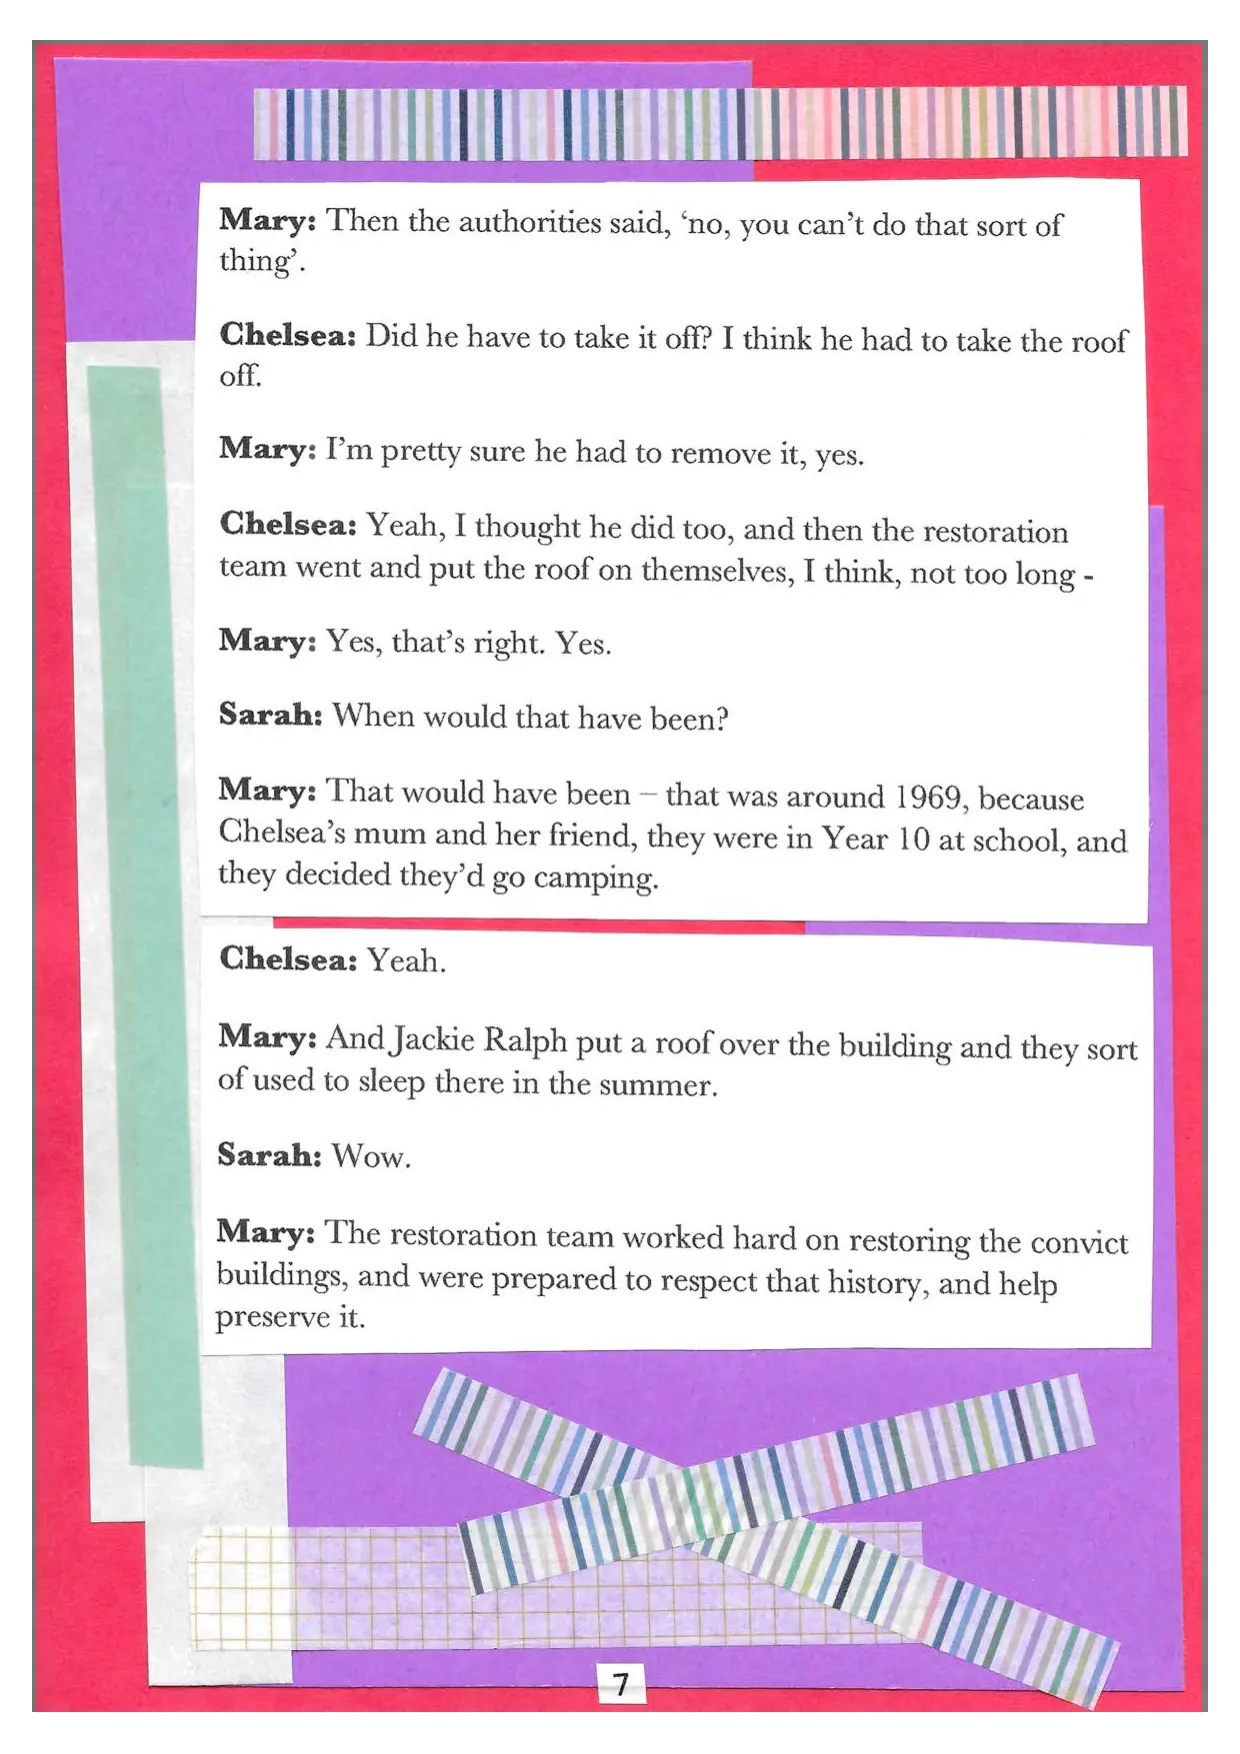 Mary: Then the authorities said, ‘no, you can’t do that sort of
thing’.
Chelsea: Did he have to take it off? I think he had to take the roof
off.
Mary: I’m pretty sure he had to remove it, yes.
Chelsea: Yeah, I thought he did too, and then the restoration
team went and put the roof on themselves, I think, not too long -
Mary: Yes, that’s right. Yes.
Sarah: When would that have been?
Mary: That would have been – that was around 1969, because
Chelsea’s mum and her friend, they were in Year 10 at school, and
they decided they’d go camping.
Chelsea: Yeah.
Mary: And Jackie Ralph put a roof over the building and they sort
of used to sleep there in the summer.
Sarah: Wow.
Mary: The restoration team worked hard on restoring the convict
buildings, and were prepared to respect that history, and help
preserve it.
7